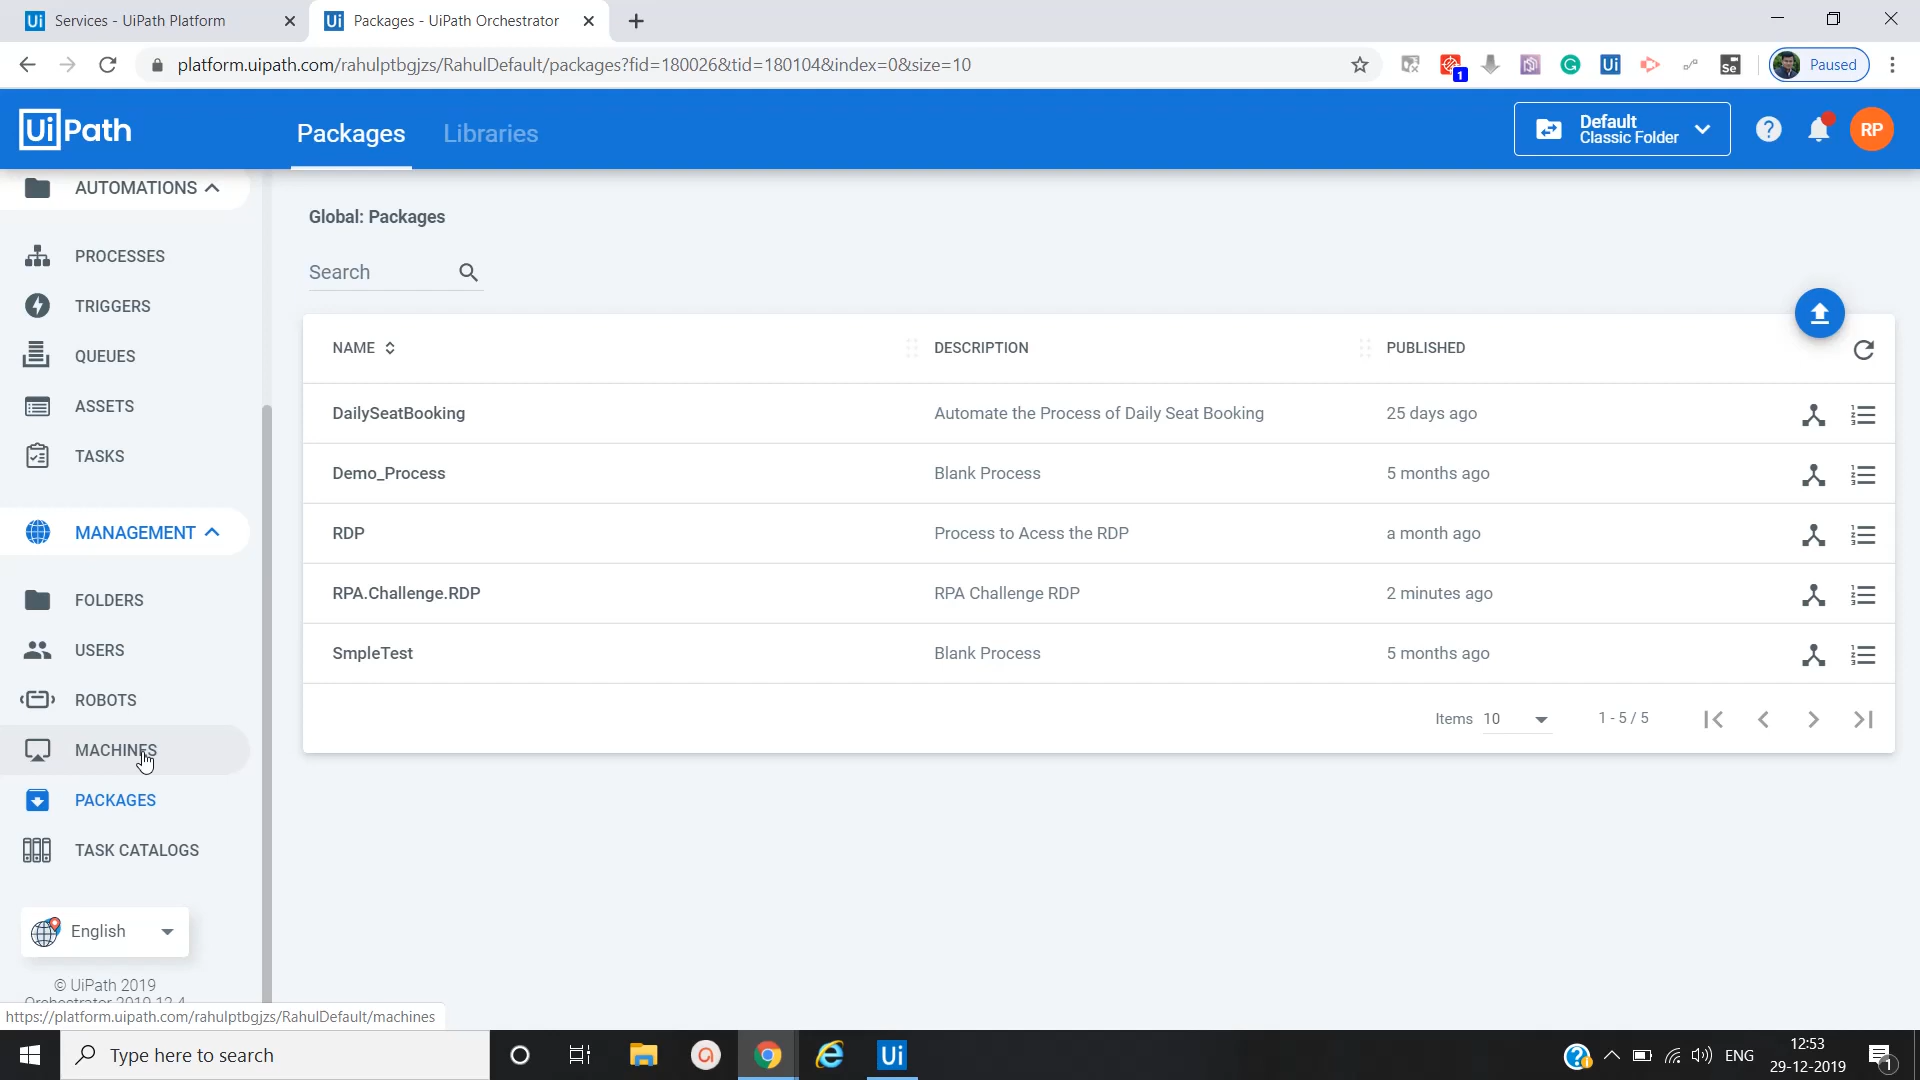 Services - UiPath Platform
Packages - UiPath Orchestrator
platform.uipath.com/rahulptbgjzs/RahulDefault/packages?fid=180026&tid=180104&index=0&size=10
1
Ui
Se
Paused
UiPath
Packages
Libraries
Default
Classic Folder
RP
AUTOMATIONS
PROCESSES
TRIGGERS
QUEUES
ASSETS
TASKS
MANAGEMENT
FOLDERS
USERS
ROBOTS
MACHINES
PACKAGES
TASK CATALOGS
English
© UiPath 2019
Orchestrator 2019.12.4
https://platform.uipath.com/rahulptbgjzs/RahulDefault/machines
Global: Packages
Search
NAME DESCRIPTION PUBLISHED
DailySeatBooking Automate the Process of Daily Seat Booking 25 days ago
Demo_Process Blank Process 5 months ago
RDP Process to Acess the RDP a month ago
RPA.Challenge.RDP RPA Challenge RDP 2 minutes ago
SmpleTest Blank Process 5 months ago
Items 10 1 - 5 / 5
Type here to search
Ui
ENG
12:53
29-12-2019
1